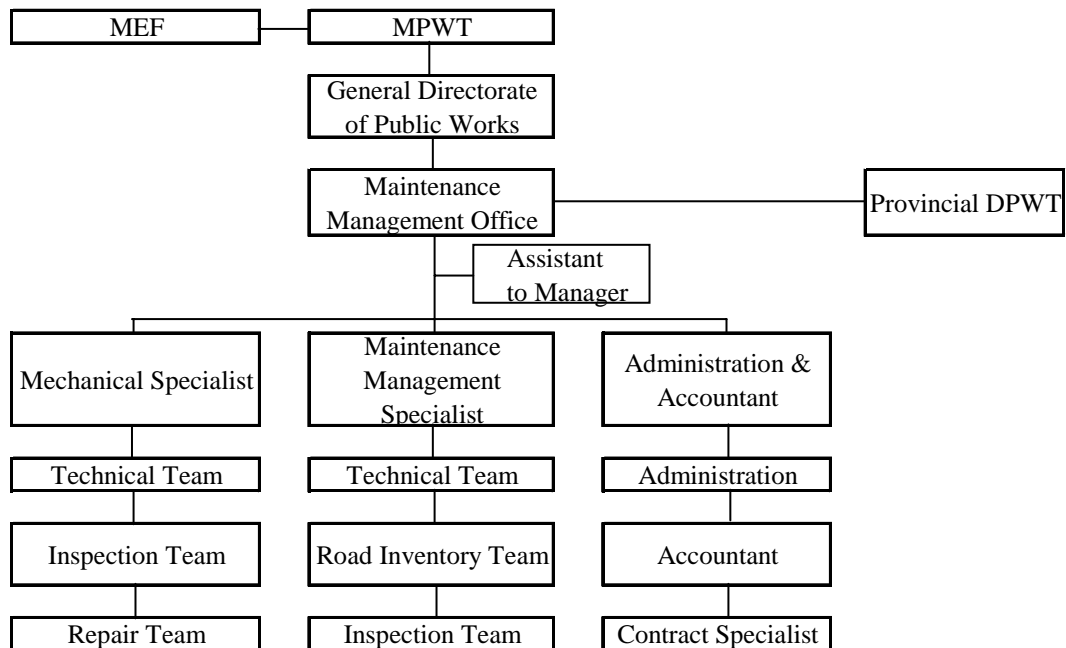 MEF
MPWT
General Directorate
of Public Works
Maintenance
Management Office
Provincial DPWT
Assistant
to Manager
Mechanical Specialist
Maintenance
Management
Specialist
Administration &
Accountant
Technical Team
Technical Team
Administration
Inspection Team
Road Inventory Team
Accountant
Repair Team
Inspection Team
Contract Specialist